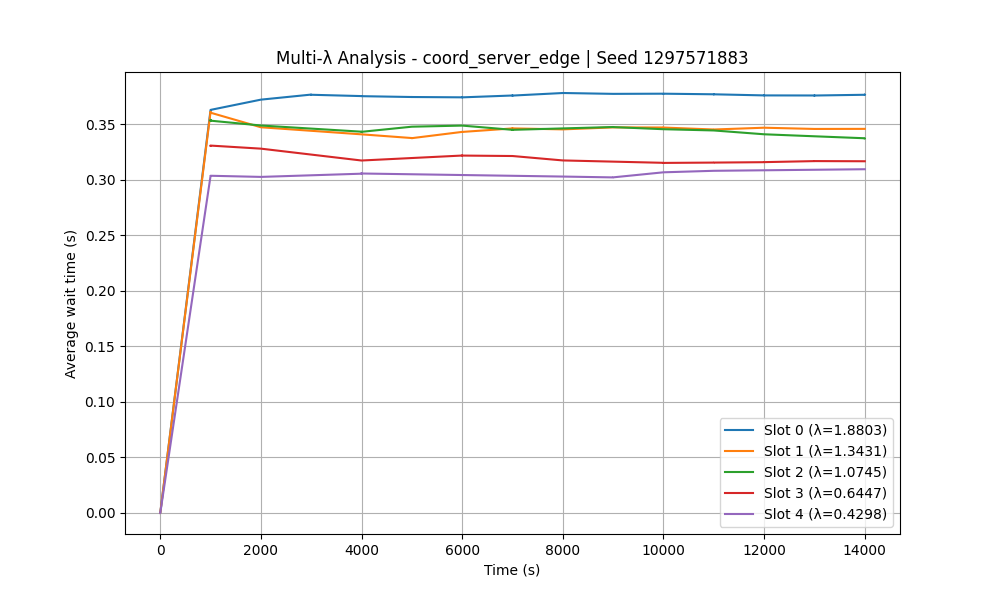 Multi-λ Analysis - coord_server_edge | Seed 1297571883
Average wait time (s)
0.35
0.30
0.25
0.20
0.15
0.10
0.05
0.00
Slot 0 (λ=1.8803)
Slot 1 (λ=1.3431)
Slot 2 (λ=1.0745)
Slot 3 (λ=0.6447)
Slot 4 (λ=0.4298)
0 2000 4000 6000 8000 10000 12000 14000
Time (s)